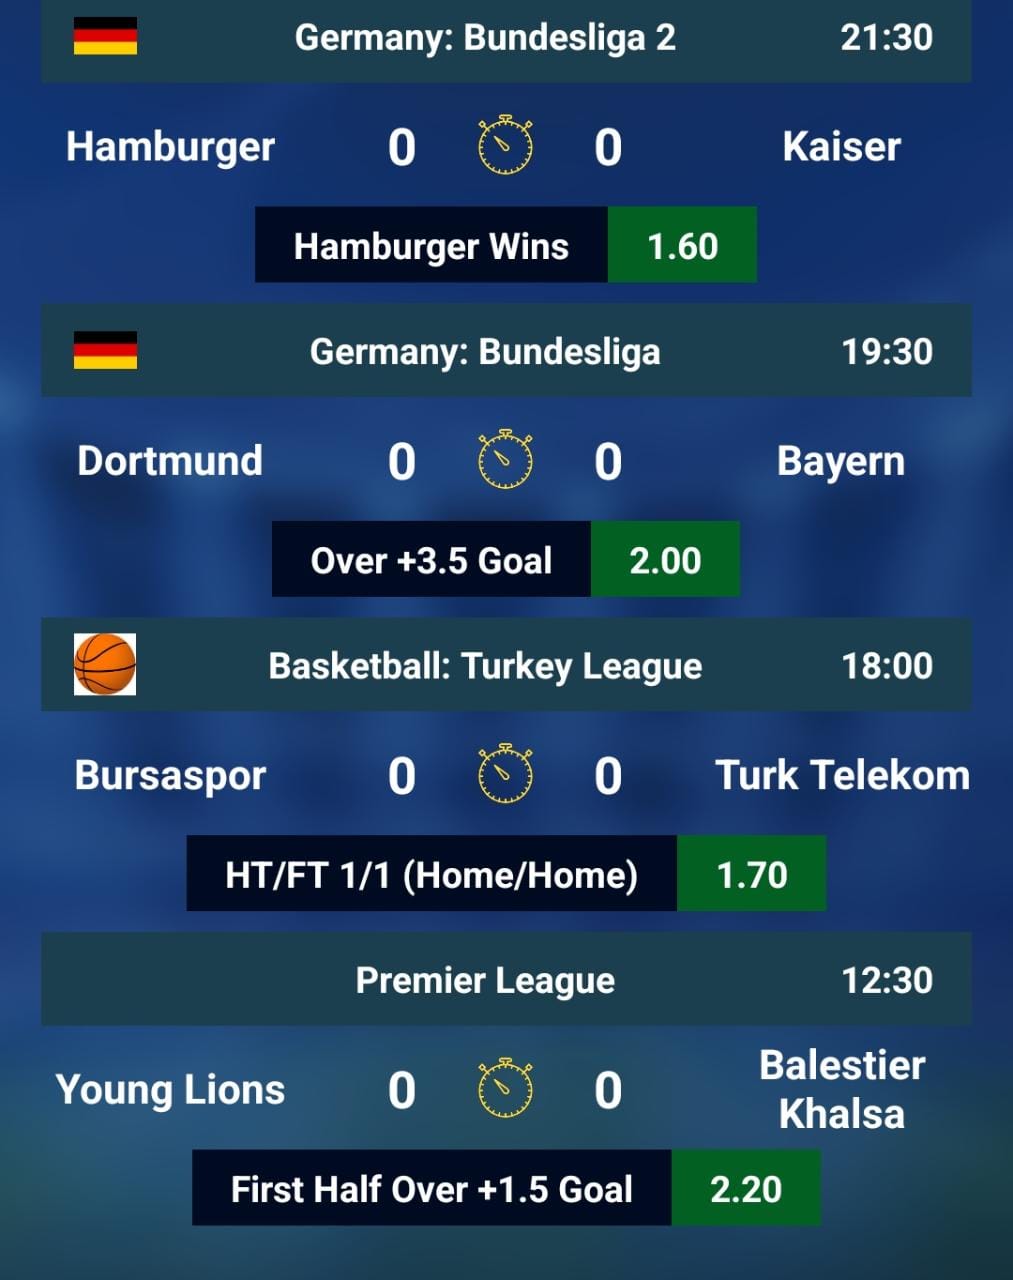 Germany: Bundesliga 2 21:30
Hamburger 0 0 Kaiser
Hamburger Wins 1.60
Germany: Bundesliga 19:30
Dortmund 0 0 Bayern
Over +3.5 Goal 2.00
Basketball: Turkey League 18:00
Bursaspor 0 0 Turk Telekom
HT/FT 1/1 (Home/Home) 1.70
Premier League 12:30
Young Lions 0 0 Balestier
Khalsa
First Half Over +1.5 Goal 2.20